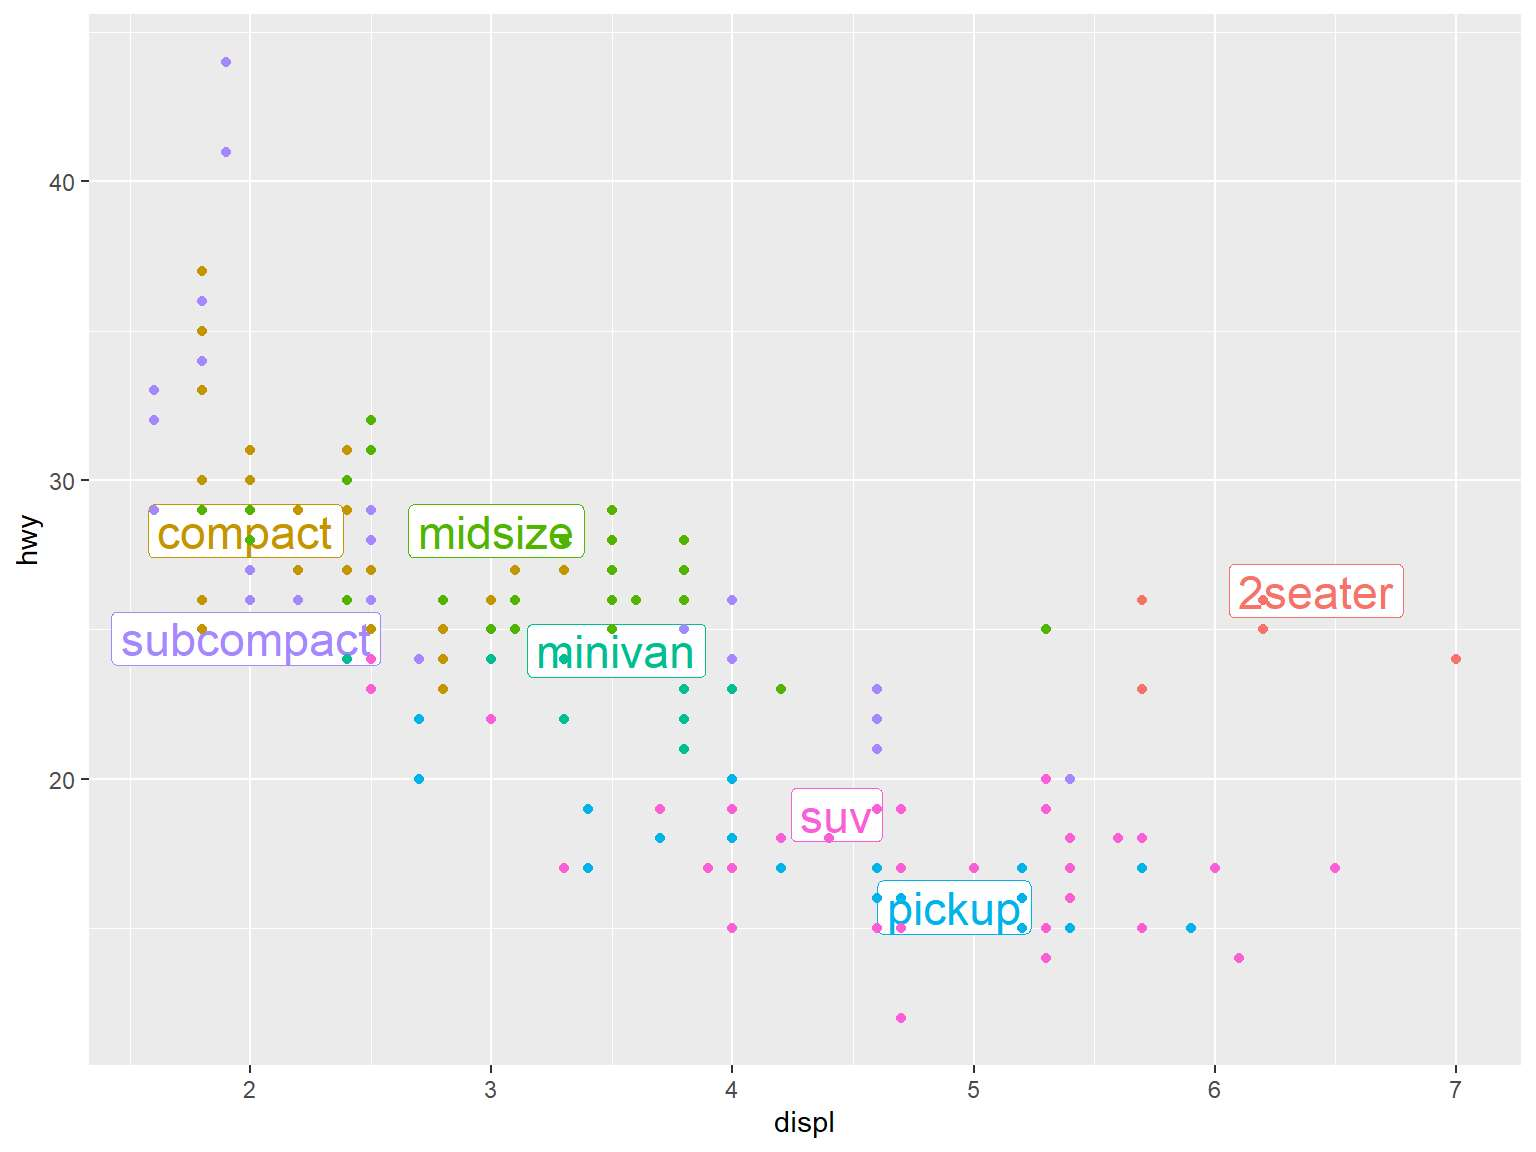 hwy
40
30
20
compact
midsize
2seater
subcompact
minivan
suv
pickup
2 3 4 5 6 7
displ